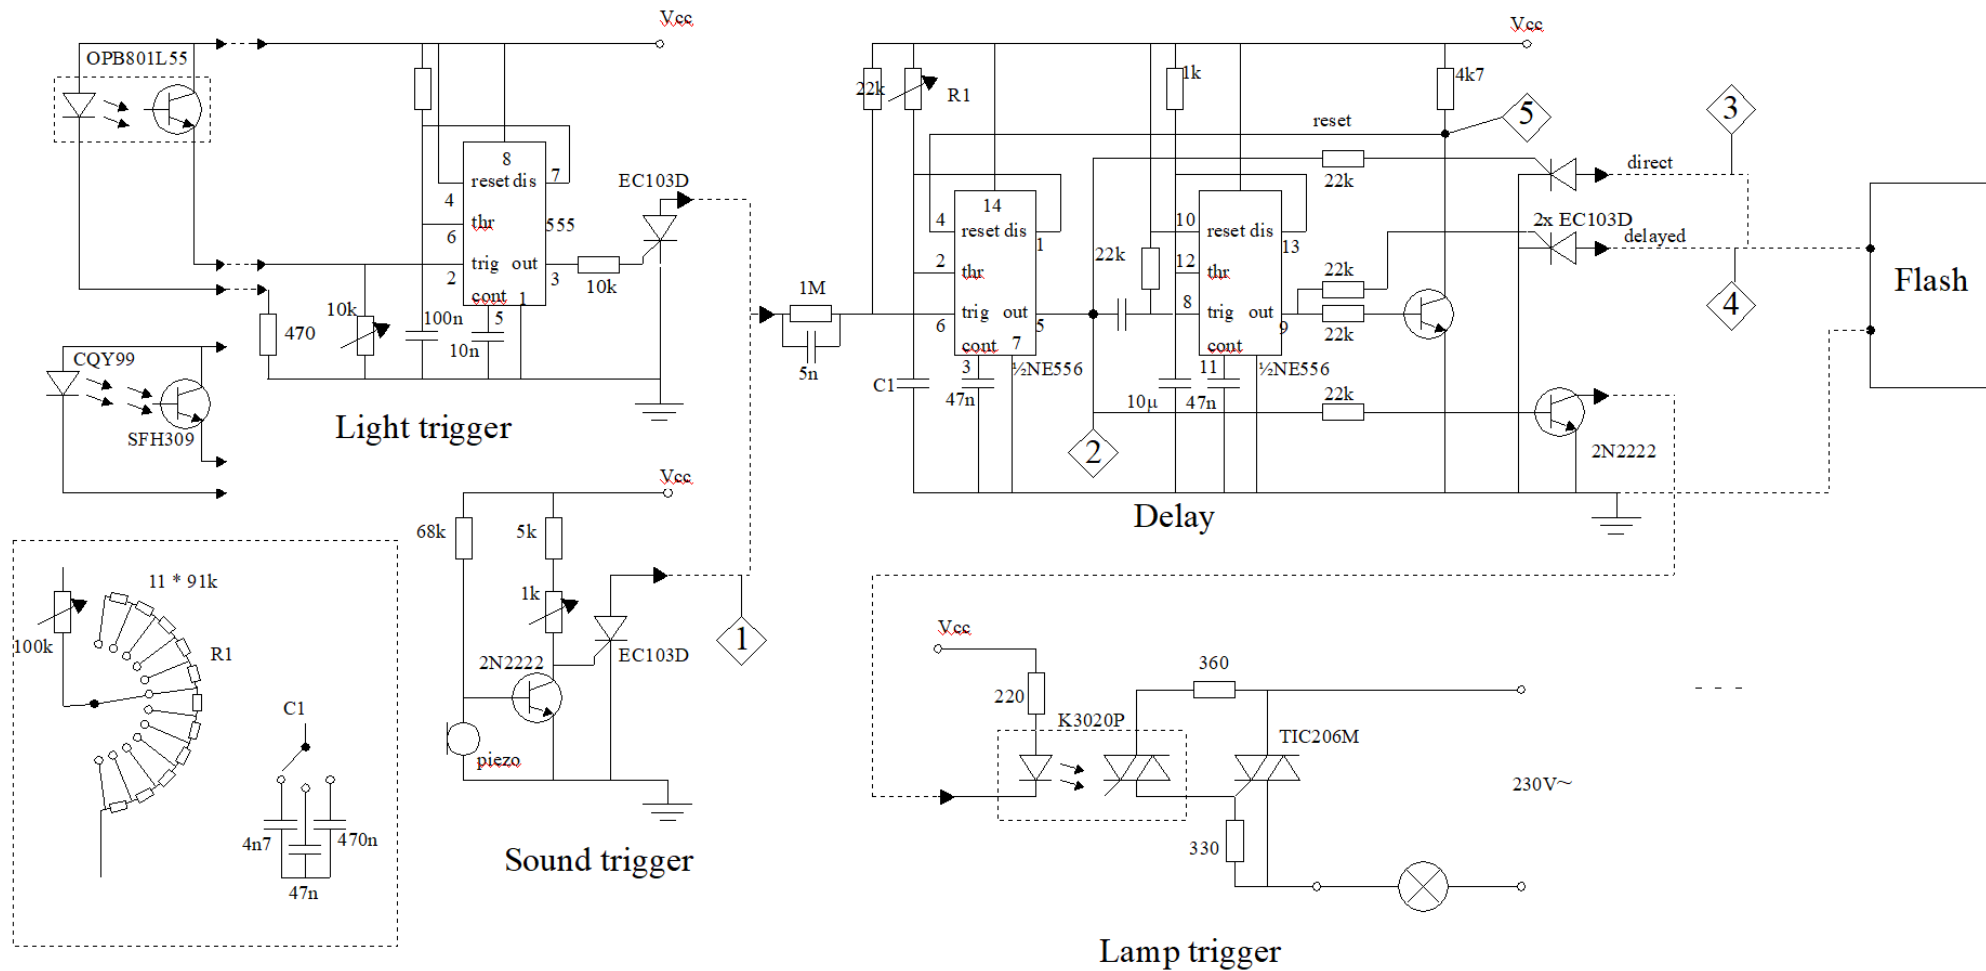 Vcc
OPB801L55
8
reset dis
7
4
thr
6
555
trig out
2
3
cont
1
5
10k
EC103D
10k
470
100n
10n
CQY99
SFH309
Light trigger
Vcc
22k
R1
1k
4k7
reset
5
3
direct
22k
2x EC103D
delayed
4
Flash
14
4
reset dis
1
2
thr
trig out
6
5
cont
7
3
½NE556
47n
C1
1M
5n
22k
10
reset dis
13
12
thr
8
trig out
9
cont
11
½NE556
10µ
47n
22k
22k
22k
2N2222
2
Delay
Vcc
68k
5k
1k
2N2222
EC103D
1
piezo
Sound trigger
11 * 91k
100k
R1
C1
4n7
470n
47n
Vcc
220
K3020P
360
TIC206M
330
230V~
Lamp trigger